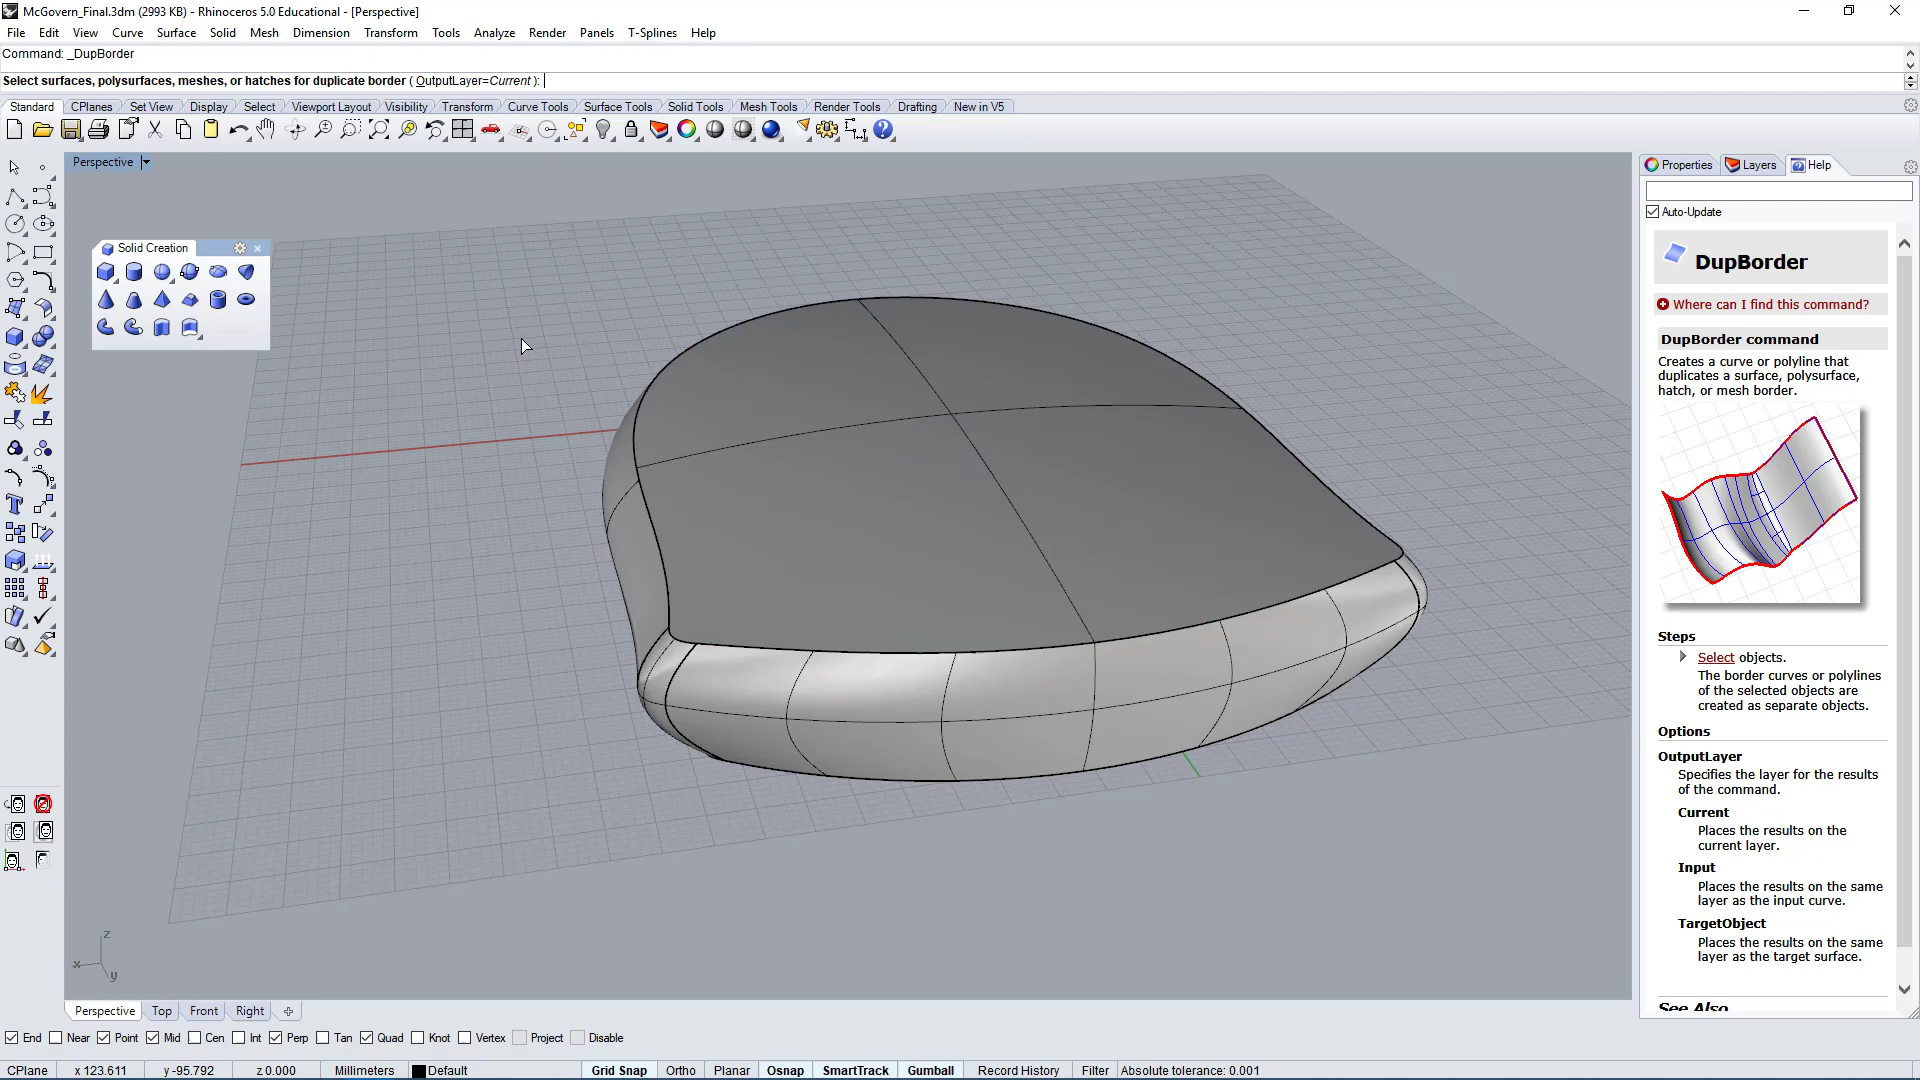 McGovern_Final.3dm (2993 KB) - Rhinoceros 5.0 Educational - [Perspective]
File Edit View Curve Surface Solid Mesh Dimension Transform Tools Analyze Render Panels T-Splines Help
Command: _DupBorder
Select surfaces, polysurfaces, meshes, or hatches for duplicate border ( OutputLayer=Current ):
Standard CPlanes Set View Display Select Viewport Layout Visibility Transform Curve Tools Surface Tools Solid Tools Mesh Tools Render Tools Drafting New in V5
Perspective
Properties Layers Help
Auto-Update
Solid Creation
DupBorder
Where can I find this command?
DupBorder command
Creates a curve or polyline that
duplicates a surface, polysurface,
hatch, or mesh border.
Steps
Select objects.
The border curves or polylines
of the selected objects are
created as separate objects.
Options
OutputLayer
Specifies the layer for the results
of the command.
Current
Places the results on the
current layer.
Input
Places the results on the same
layer as the input curve.
TargetObject
Places the results on the same
layer as the target surface.
See Also
z
x
y
Perspective Top Front Right
End Near Point Mid Cen Int Perp Tan Quad Knot Vertex Project Disable
CPlane x 123.611 y -95.792 z 0.000 Millimeters Default Grid Snap Ortho Planar Osnap SmartTrack Gumball Record History Filter Absolute tolerance: 0.001